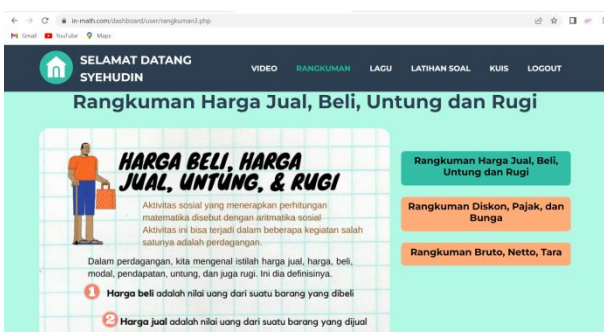 in-math.com/dashboard/user/rangkuman3.php
Gmail YouTube Maps
SELAMAT DATANG
SYEHUDIN
VIDEO RANGKUMAN LAGU LATIHAN SOAL KUIS LOGOUT
Rangkuman Harga Jual, Beli, Untung dan Rugi
HARGA BELI, HARGA
JUAL, UNTUNG, & RUGI
Aktivitas sosial yang menerapkan perhitungan
matematika disebut dengan aritmatika sosial
Aktivitas ini bisa terjadi dalam beberapa kegiatan salah
satunya adalah perdagangan.
Dalam perdagangan, kita mengenal istilah harga jual, harga, beli,
modal, pendapatan, untung, dan juga rugi. Ini dia definisinya.
1 Harga beli adalah nilai uang dari suatu barang yang dibeli
2 Harga jual adalah nilai uang dari suatu barang yang dijual
Rangkuman Harga Jual, Beli,
Untung dan Rugi
Rangkuman Diskon, Pajak, dan
Bunga
Rangkuman Bruto, Netto, Tara